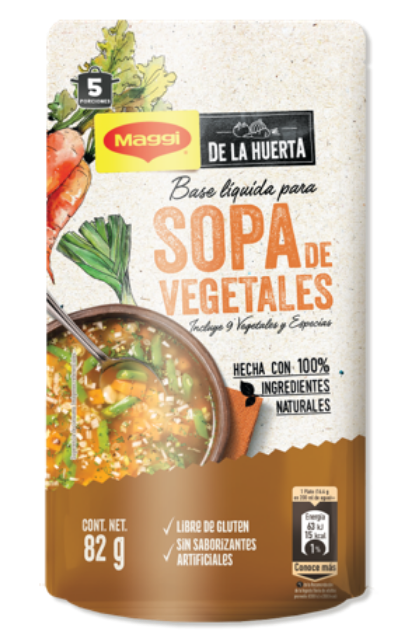 5
PORCIONES
Maggi
DE LA HUERTA
Base líquida para
SOPA DE
VEGETALES
Incluye 9 Vegetales y Especias
HECHA CON 100%
INGREDIENTES
NATURALES
CONT. NET.
82 g
✓ LIBRE DE GLUTEN
✓ SIN SABORIZANTES
ARTIFICIALES
Energía
63 kJ
15 kcal
1%
Conoce más